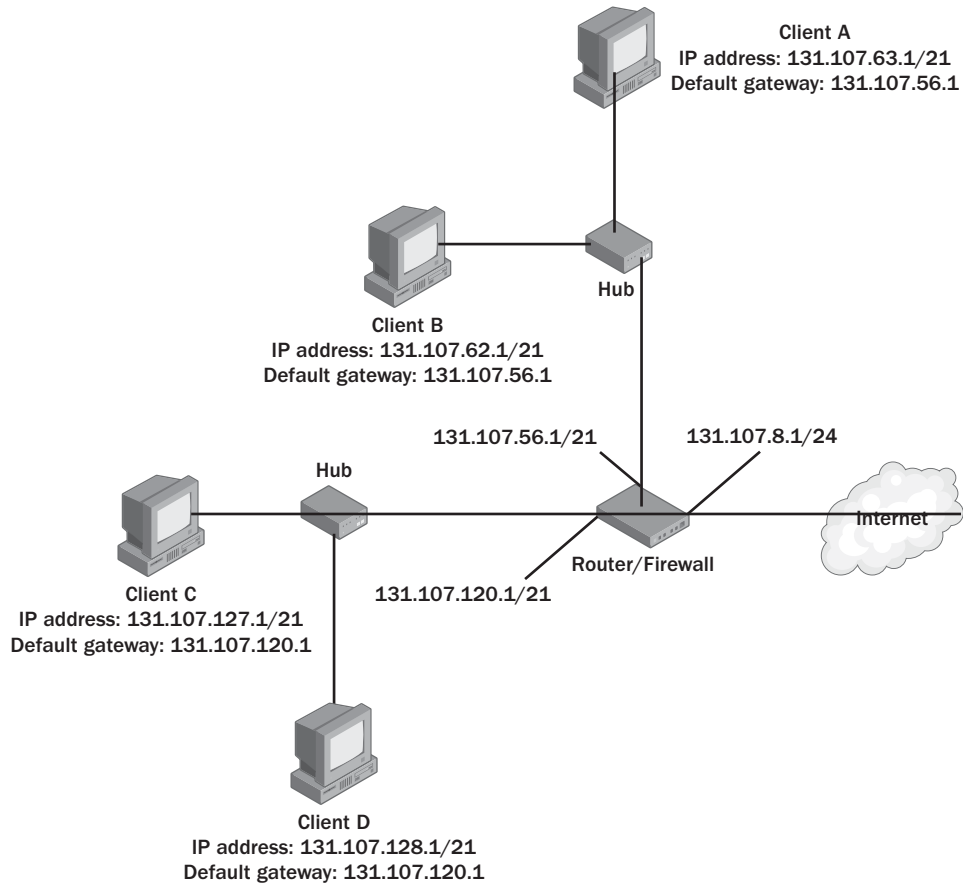 Client A
IP address: 131.107.63.1/21
Default gateway: 131.107.56.1
Hub
Client B
IP address: 131.107.62.1/21
Default gateway: 131.107.56.1
131.107.56.1/21
131.107.8.1/24
Hub
Internet
Router/Firewall
131.107.120.1/21
Client C
IP address: 131.107.127.1/21
Default gateway: 131.107.120.1
Client D
IP address: 131.107.128.1/21
Default gateway: 131.107.120.1